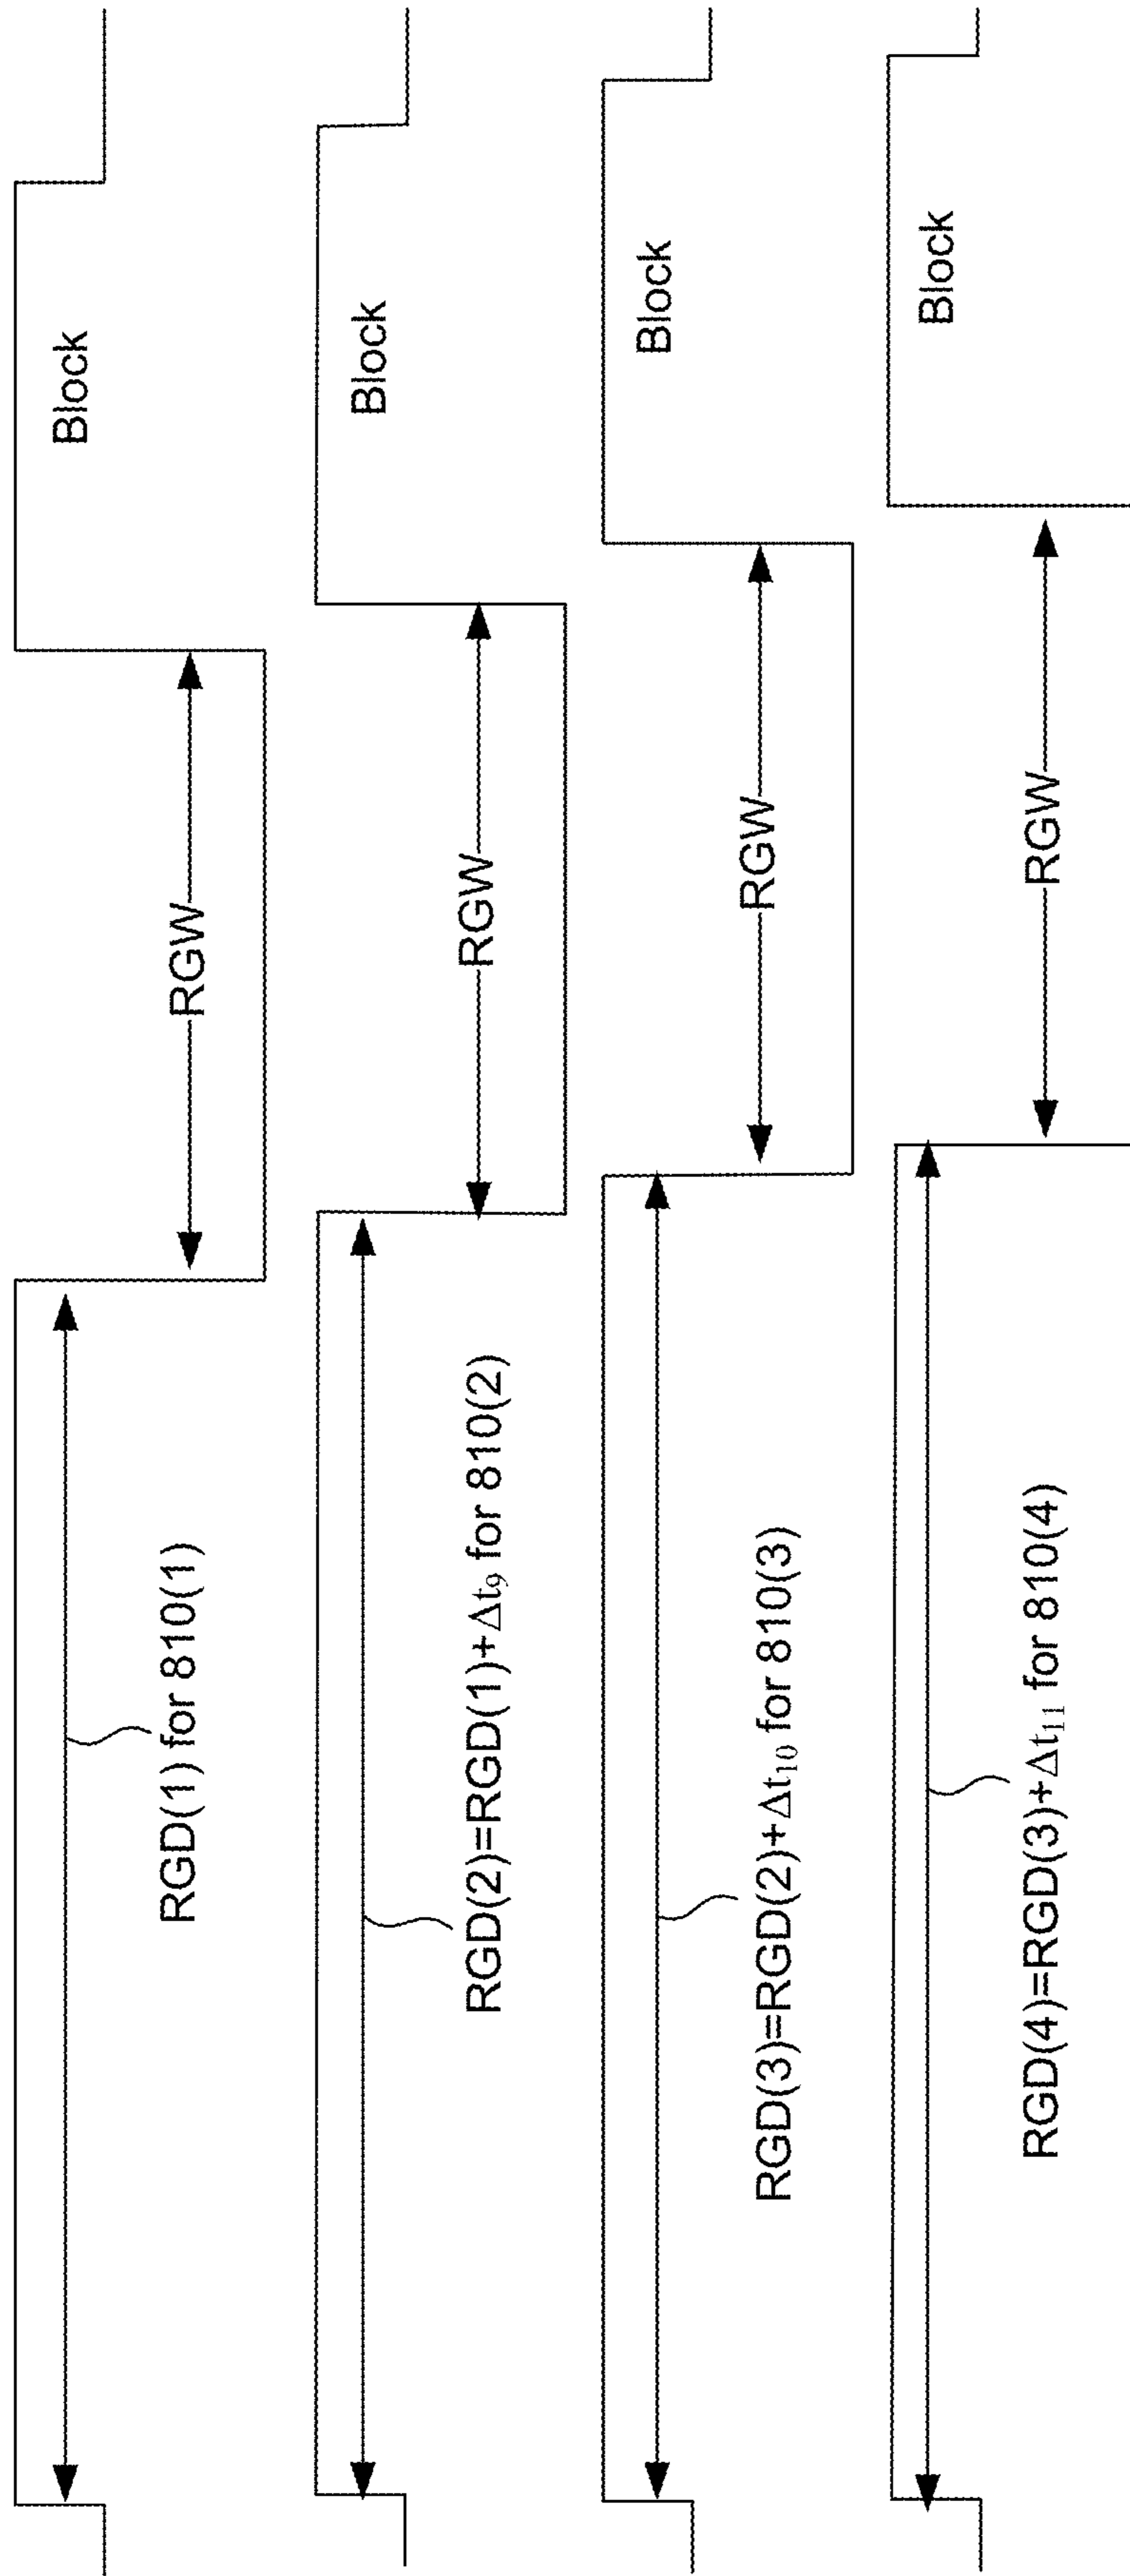 RGD(1) for 810(1)
RGW
Block
RGD(2)=RGD(1)+Δt₉ for 810(2)
RGW
Block
RGD(3)=RGD(2)+Δt₁₀ for 810(3)
RGW
Block
RGD(4)=RGD(3)+Δt₁₁ for 810(4)
RGW
Block